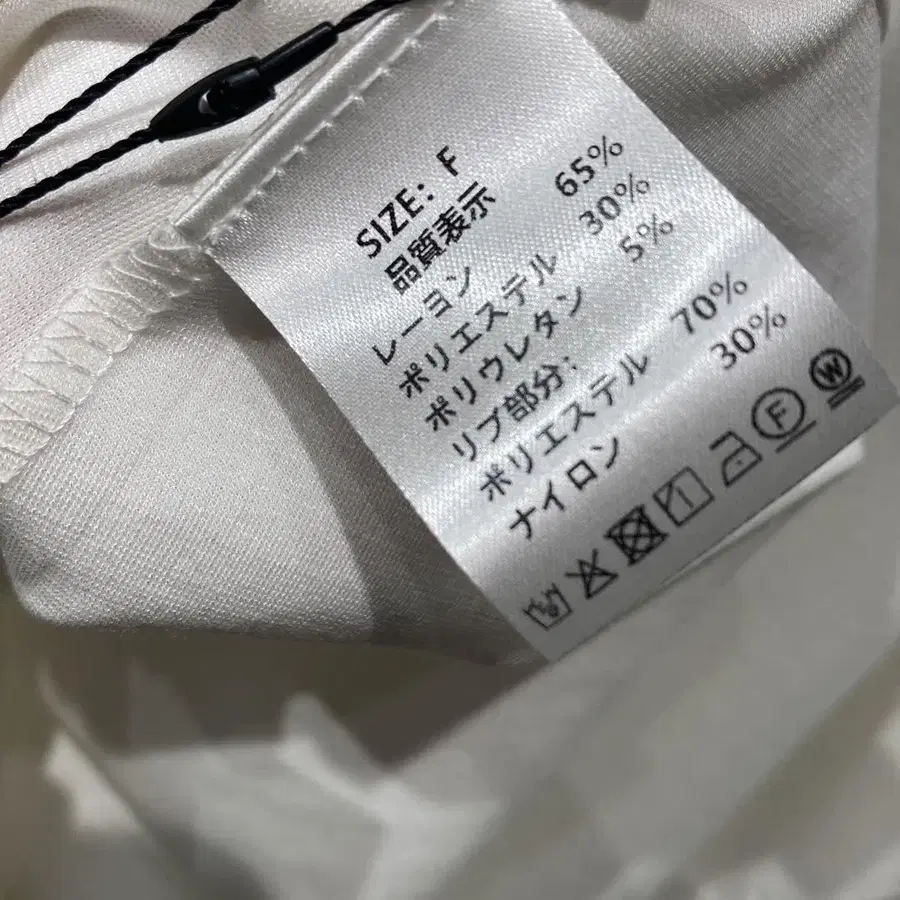 SIZE: F
品質表示
レーヨン 65%
ポリエステル 30%
ポリウレタン 5%
リブ部分:
ポリエステル 70%
ナイロン 30%
F W